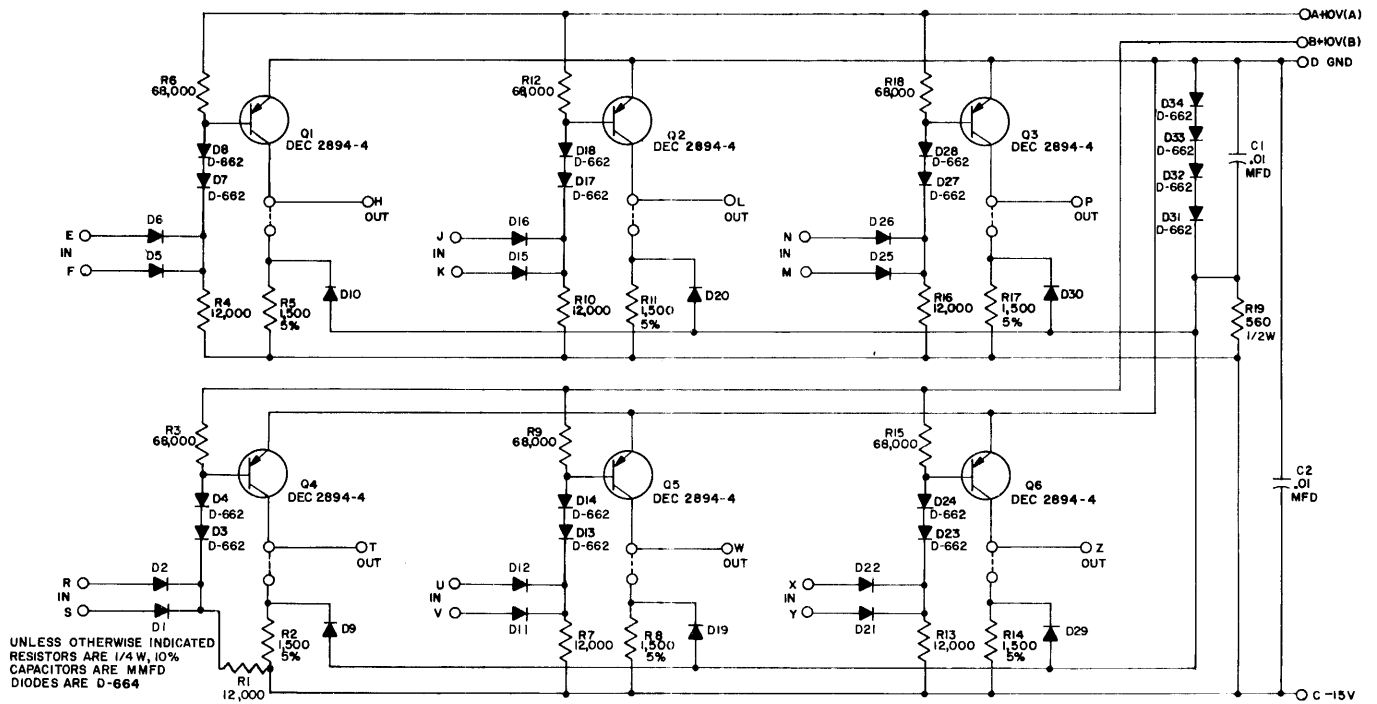 A+10V(A)
B+10V(B)
D GND
R6
68,000
Q1
DEC 2894-4
D8
D-662
D7
D-662
H
OUT
D6
E
IN
D5
F
R4
12,000
R5
1,500
5%
D10
R12
68,000
Q2
DEC 2894-4
D18
D-662
D17
D-662
L
OUT
D16
J
IN
D15
K
R10
12,000
R11
1,500
5%
D20
R18
68,000
Q3
DEC 2894-4
D28
D-662
D27
D-662
P
OUT
D26
N
IN
D25
M
R16
12,000
R17
1,500
5%
D30
D34
D-662
D33
D-662
D32
D-662
D31
D-662
C1
.01
MFD
R19
560
1/2W
R3
68,000
Q4
DEC 2894-4
D4
D-662
D3
D-662
T
OUT
D2
R
IN
D1
S
R2
1,500
5%
D9
R1
12,000
R9
68,000
Q5
DEC 2894-4
D14
D-662
D13
D-662
W
OUT
D12
U
IN
D11
V
R7
12,000
R8
1,500
5%
D19
R15
68,000
Q6
DEC 2894-4
D24
D-662
D23
D-662
Z
OUT
D22
X
IN
D21
Y
R13
12,000
R14
1,500
5%
D29
C2
.01
MFD
C -15V
UNLESS OTHERWISE INDICATED
RESISTORS ARE 1/4 W, 10%
CAPACITORS ARE MMFD
DIODES ARE D-664